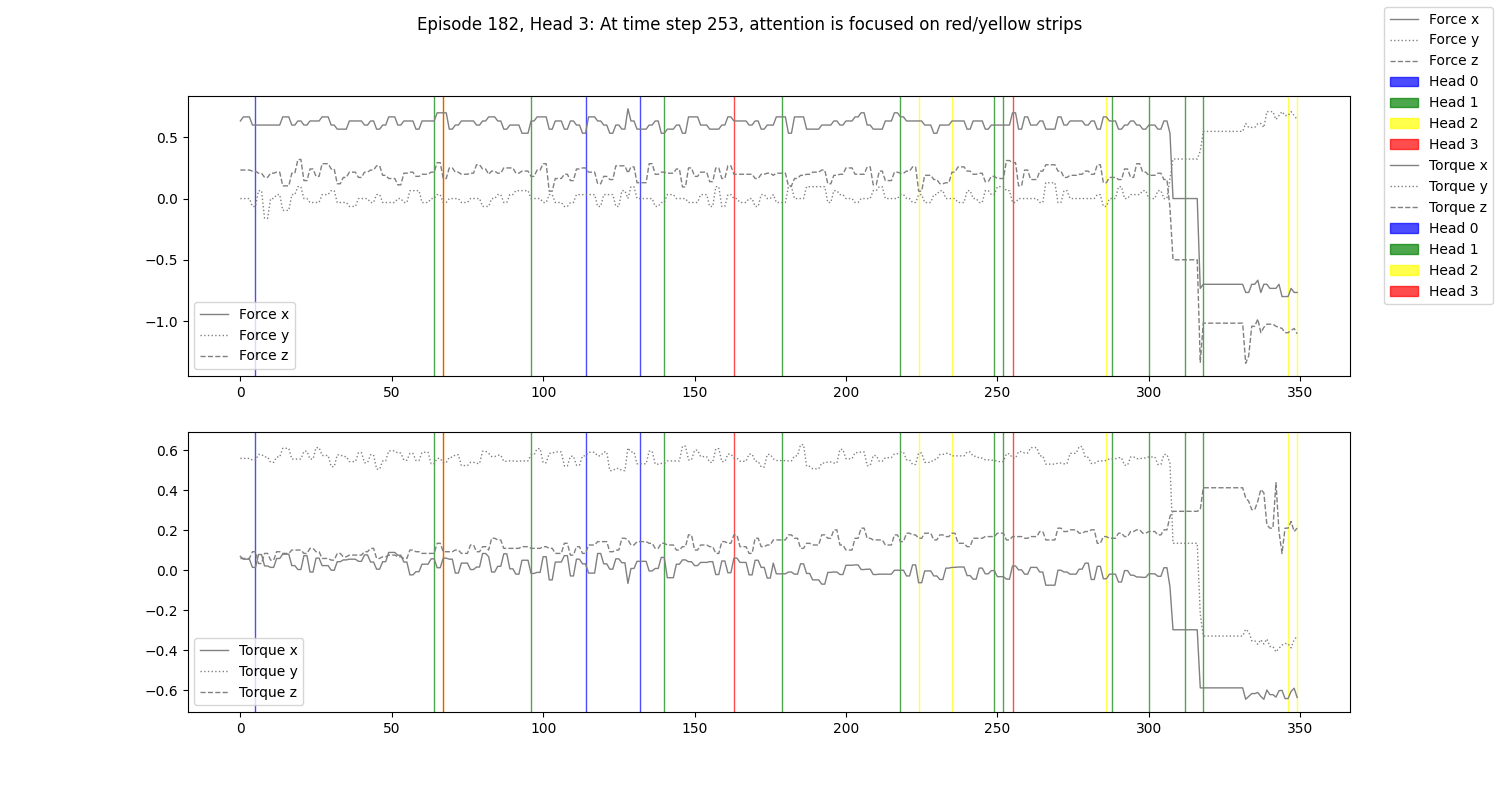 Episode 182, Head 3: At time step 253, attention is focused on red/yellow strips
Force x
Force y
Force z
Head 0
Head 1
Head 2
Head 3
Torque x
Torque y
Torque z
Head 0
Head 1
Head 2
Head 3
0.5
0.0
−0.5
−1.0
Force x
Force y
Force z
0 50 100 150 200 250 300 350
0.6
0.4
0.2
0.0
−0.2
−0.4
−0.6
Torque x
Torque y
Torque z
0 50 100 150 200 250 300 350